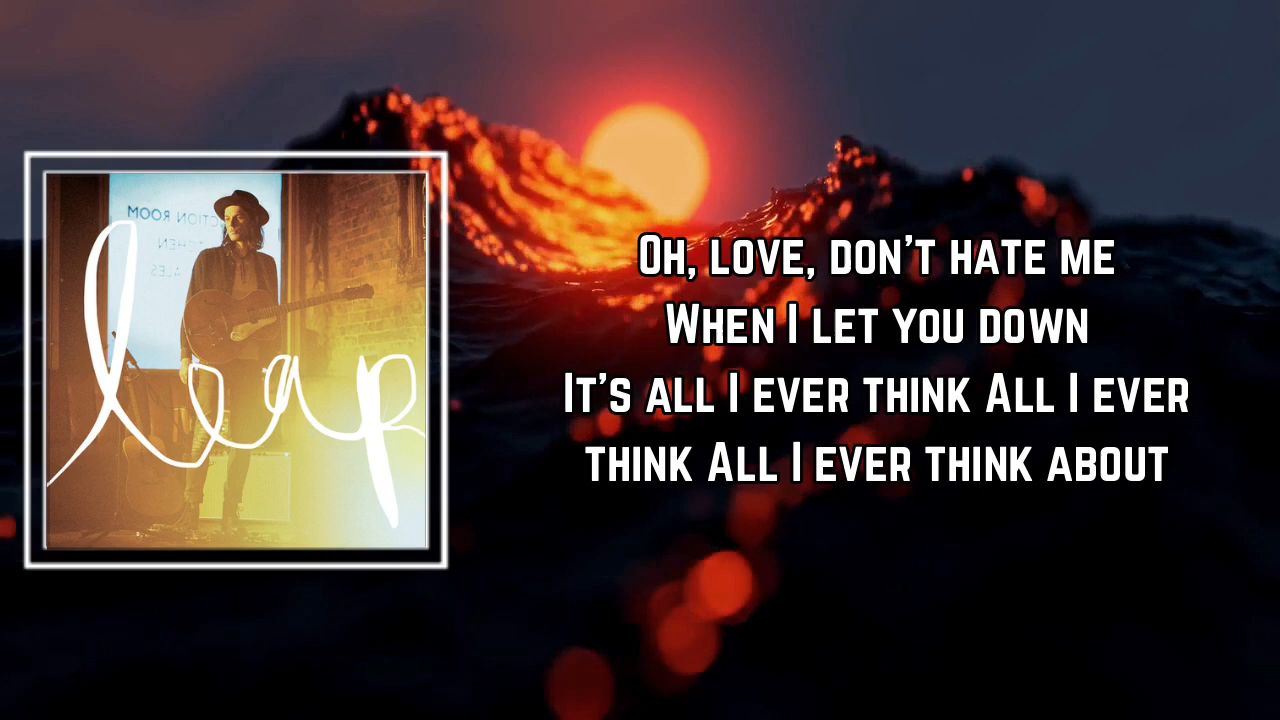 leap
Oh, love, don't hate me
When I let you down
It's all I ever think All I ever
think All I ever think about